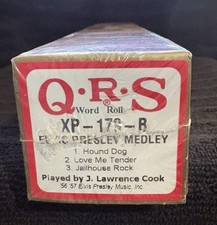 Q·R·S
Word Roll
XP-176-B
ELVIS PRESLEY MEDLEY
1. Hound Dog
2. Love Me Tender
3. Jailhouse Rock
Played by J. Lawrence Cook
56 57 Elvis Presley Music, Inc.